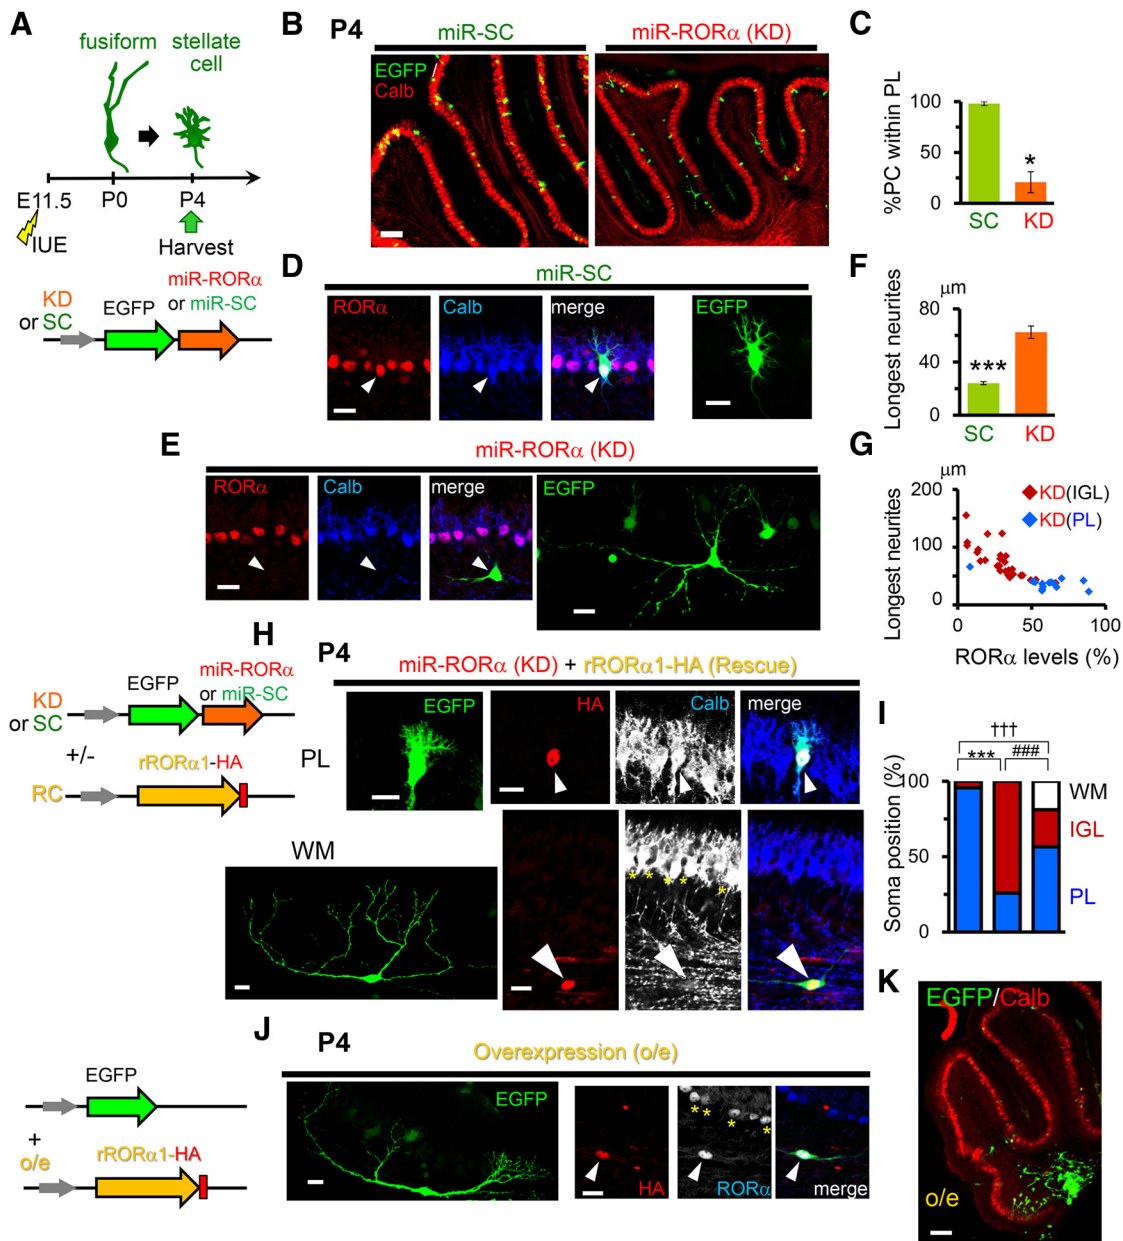 A
fusiform
stellate
cell
E11.5
P0
P4
IUE
Harvest
KD
or SC
EGFP
miR-RORα
or miR-SC
B
P4
miR-SC
miR-RORα (KD)
EGFP/
Calb
C
%PC within PL
100
50
0
*
SC
KD
D
miR-SC
RORα
Calb
merge
EGFP
E
miR-RORα (KD)
RORα
Calb
merge
EGFP
F
μm
Longest neurites
80
40
0
***
SC
KD
G
μm
Longest neurites
200
100
0
KD(IGL)
KD(PL)
0
50
100
RORα levels (%)
H
P4
miR-RORα (KD) + rRORα1-HA (Rescue)
KD
or SC
EGFP
miR-RORα
or miR-SC
+/-
RC
rRORα1-HA
PL
EGFP
HA
Calb
merge
WM
* * * * *
I
†††
***
###
Soma position (%)
100
50
0
WM
IGL
PL
J
P4
Overexpression (o/e)
EGFP
+
o/e
rRORα1-HA
EGFP
HA
RORα
* * * *
merge
K
EGFP/Calb
o/e